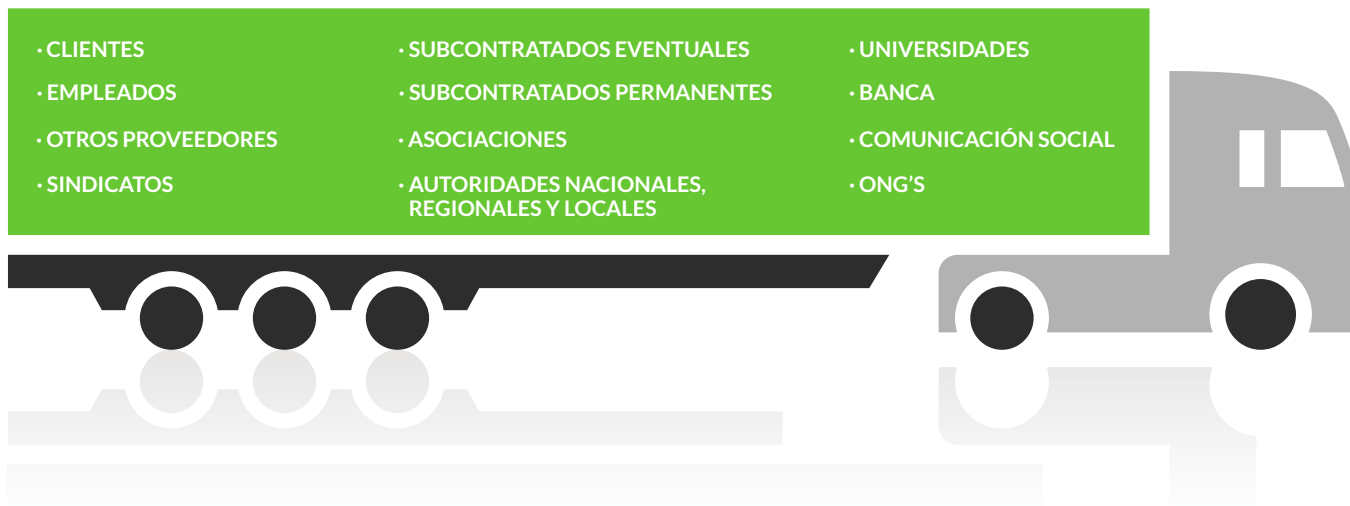 · CLIENTES
· EMPLEADOS
· OTROS PROVEEDORES
· SINDICATOS
· SUBCONTRATADOS EVENTUALES
· SUBCONTRATADOS PERMANENTES
· ASOCIACIONES
· AUTORIDADES NACIONALES,
REGIONALES Y LOCALES
· UNIVERSIDADES
· BANCA
· COMUNICACIÓN SOCIAL
· ONG'S